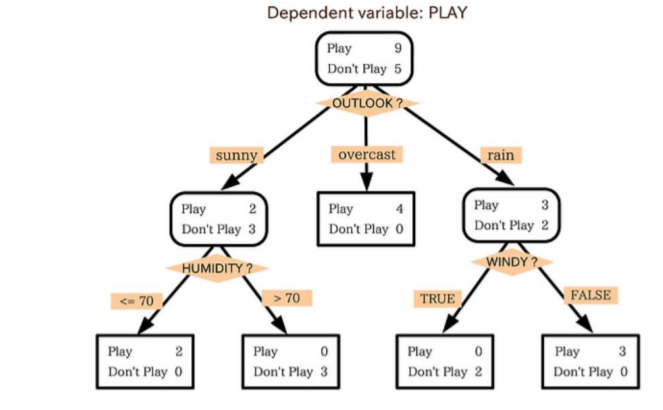 Dependent variable: PLAY
Play 9
Don't Play 5
OUTLOOK ?
sunny
overcast
rain
Play 2
Don't Play 3
Play 4
Don't Play 0
Play 3
Don't Play 2
HUMIDITY ?
WINDY ?
<= 70
> 70
TRUE
FALSE
Play 2
Don't Play 0
Play 0
Don't Play 3
Play 0
Don't Play 2
Play 3
Don't Play 0